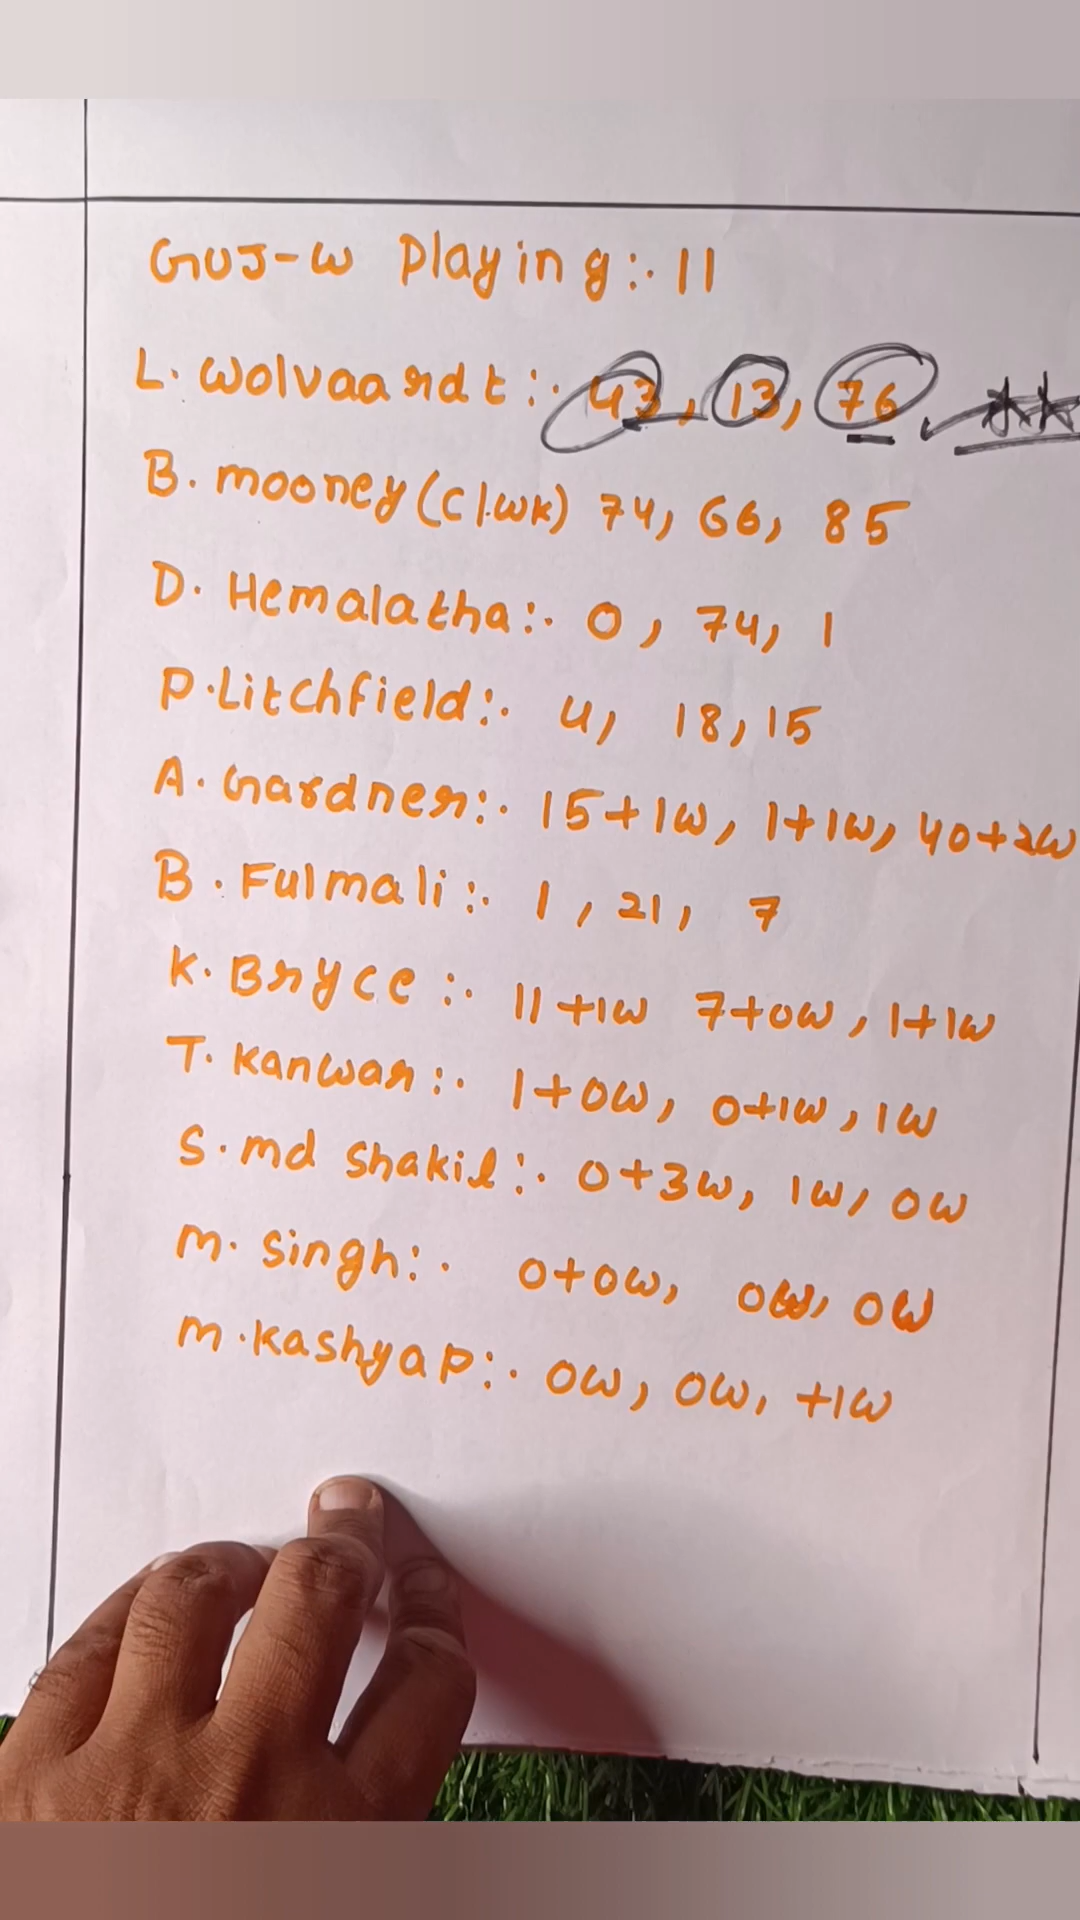 GUJ-W Playing:- 11
L. Wolvaardt:- 43, 13, 76
B. mooney (C/.WK) 74, 66, 85
D. Hemalatha:- 0, 74, 1
P. Litchfield:- 4, 18, 15
A. Gardner:- 15+1W, 1+1W, 40+2W
B. Fulmali:- 1, 21, 7
K. Bryce:- 11+1W 7+0W, 1+1W
T. Kanwar:- 1+0W, 0+1W, 1W
S. md Shakil:- 0+3W, 1W, 0W
m. Singh:- 0+0W, 0W, 0W
m. Kashyap:- 0W, 0W, +1W